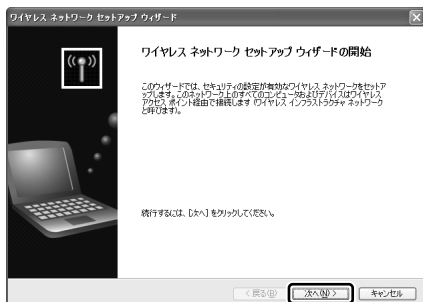 ワイヤレス ネットワーク セットアップ ウィザード
ワイヤレス ネットワーク セットアップ ウィザードの開始
このウィザードでは、セキュリティの設定が有効なワイヤレス ネットワークをセットア
ップします。このネットワーク上のすべてのコンピュータおよびデバイスはワイヤレス
アクセス ポイント経由で接続します (ワイヤレス インフラストラクチャ ネットワーク
と呼びます)。
続行するには、[次へ] をクリックしてください。
< 戻る(B) 次へ(N) > キャンセル